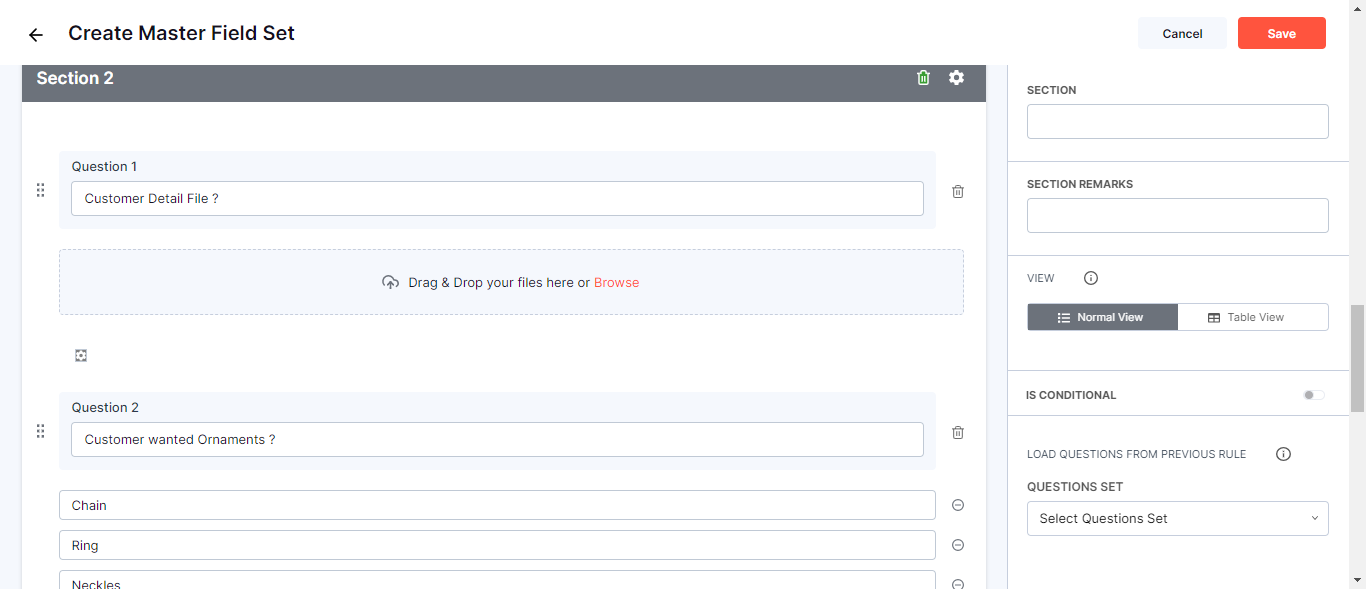 Create Master Field Set
Cancel
Save
Section 2
Question 1
Customer Detail File ?
Drag & Drop your files here or Browse
Question 2
Customer wanted Ornaments ?
Chain
Ring
Neckles
SECTION
SECTION REMARKS
VIEW
Normal View
Table View
IS CONDITIONAL
LOAD QUESTIONS FROM PREVIOUS RULE
QUESTIONS SET
Select Questions Set